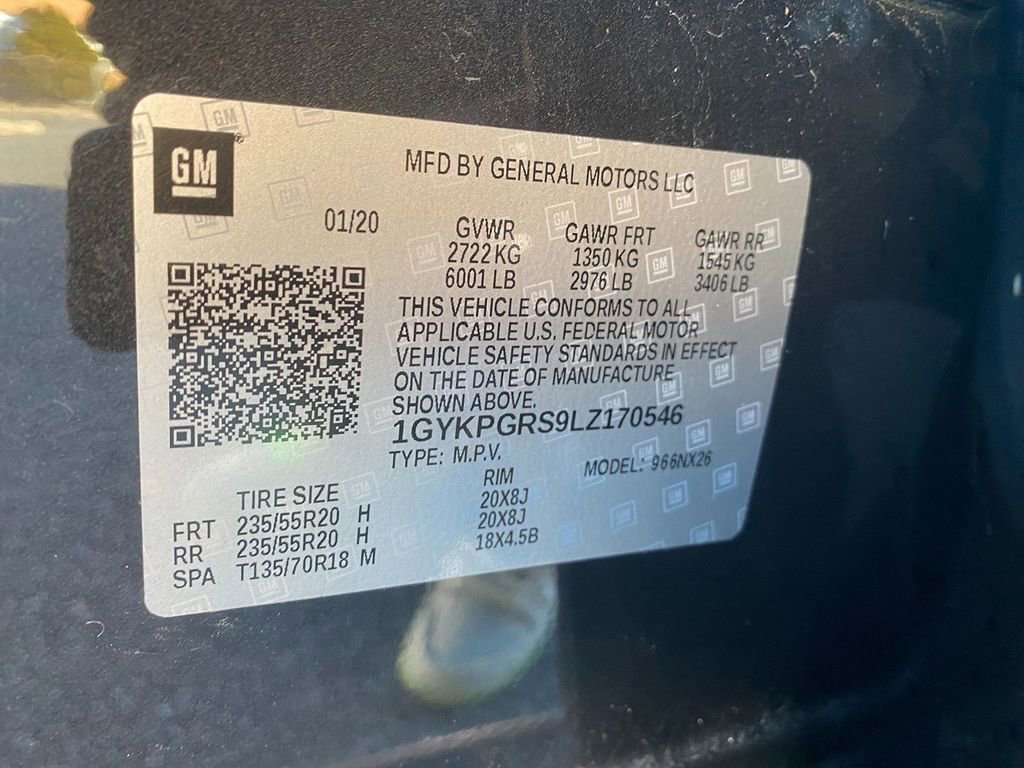 GM
MFD BY GENERAL MOTORS LLC
01/20
GVWR GAWR FRT GAWR RR
2722 KG 1350 KG 1545 KG
6001 LB 2976 LB 3406 LB
THIS VEHICLE CONFORMS TO ALL
APPLICABLE U.S. FEDERAL MOTOR
VEHICLE SAFETY STANDARDS IN EFFECT
ON THE DATE OF MANUFACTURE
SHOWN ABOVE.
1GYKPGRS9LZ170546
TYPE: M.P.V. MODEL: 966NX26
TIRE SIZE RIM
FRT 235/55R20 H 20X8J
RR 235/55R20 H 20X8J
SPA T135/70R18 M 18X4.5B